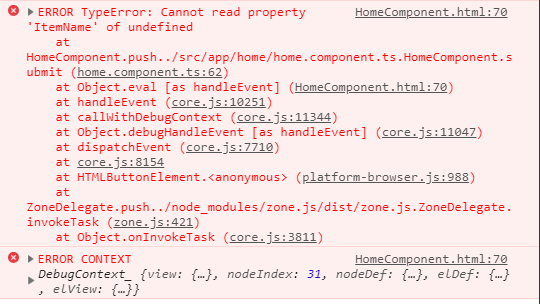 ERROR TypeError: Cannot read property HomeComponent.html:70
'ItemName' of undefined
at
HomeComponent.push../src/app/home/home.component.ts.HomeComponent.s
ubmit (home.component.ts:62)
at Object.eval [as handleEvent] (HomeComponent.html:70)
at handleEvent (core.js:10251)
at callWithDebugContext (core.js:11344)
at Object.debugHandleEvent [as handleEvent] (core.js:11047)
at dispatchEvent (core.js:7710)
at core.js:8154
at HTMLButtonElement.<anonymous> (platform-browser.js:988)
at
ZoneDelegate.push../node_modules/zone.js/dist/zone.js.ZoneDelegate.
invokeTask (zone.js:421)
at Object.onInvokeTask (core.js:3811)
ERROR CONTEXT HomeComponent.html:70
DebugContext_ {view: {…}, nodeIndex: 31, nodeDef: {…}, elDef: {…}
, elView: {…}}